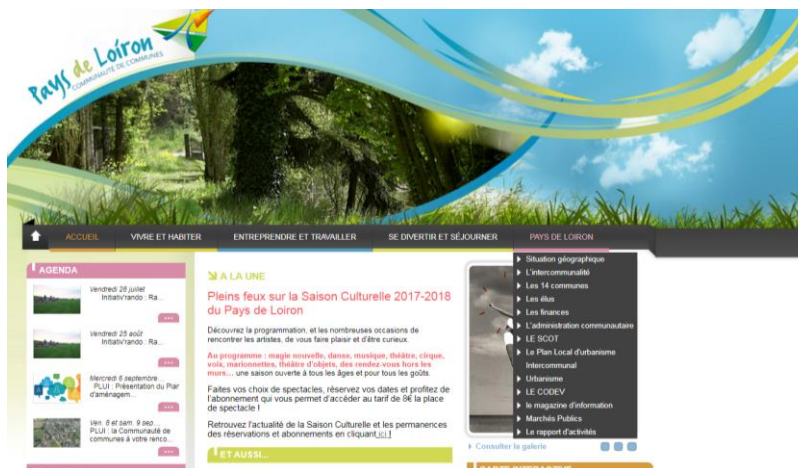 Pays de Loiron
COMMUNAUTÉ DE COMMUNES
ACCUEIL
VIVRE ET HABITER
ENTREPRENDRE ET TRAVAILLER
SE DIVERTIR ET SÉJOURNER
PAYS DE LOIRON
AGENDA
Vendredi 28 juillet
Initiativ'rando : Ra...
...
Vendredi 25 août
Initiativ'rando : Ra...
...
Mercredi 6 septembre...
PLUI : Présentation du Plan
d'aménagem...
...
Ven. 8 et sam. 9 sep...
PLUI : la Communauté de
communes à votre renco...
...
A LA UNE
Pleins feux sur la Saison Culturelle 2017-2018
du Pays de Loiron
Découvrez la programmation, et les nombreuses occasions de
rencontrer les artistes, de vous faire plaisir et d'être curieux.
Au programme : magie nouvelle, danse, musique, théâtre, cirque,
voix, marionnettes, théâtre d'objets, des rendez-vous hors les
murs... une saison ouverte à tous les âges et pour tous les goûts.
Faites vos choix de spectacles, réservez vos dates et profitez de
l'abonnement qui vous permet d'accéder au tarif de 8€ la place
de spectacle !
Retrouvez l'actualité de la Saison Culturelle et les permanences
des réservations et abonnements en cliquant ici !
ET AUSSI...
Situation géographique
L'intercommunalité
Les 14 communes
Les élus
Les finances
L'administration communautaire
LE SCOT
Le Plan Local d'urbanisme
Intercommunal
Urbanisme
LE CODEV
le magazine d'information
Marchés Publics
Le rapport d'activités
Consulter la galerie
CARTE INTERACTIVE